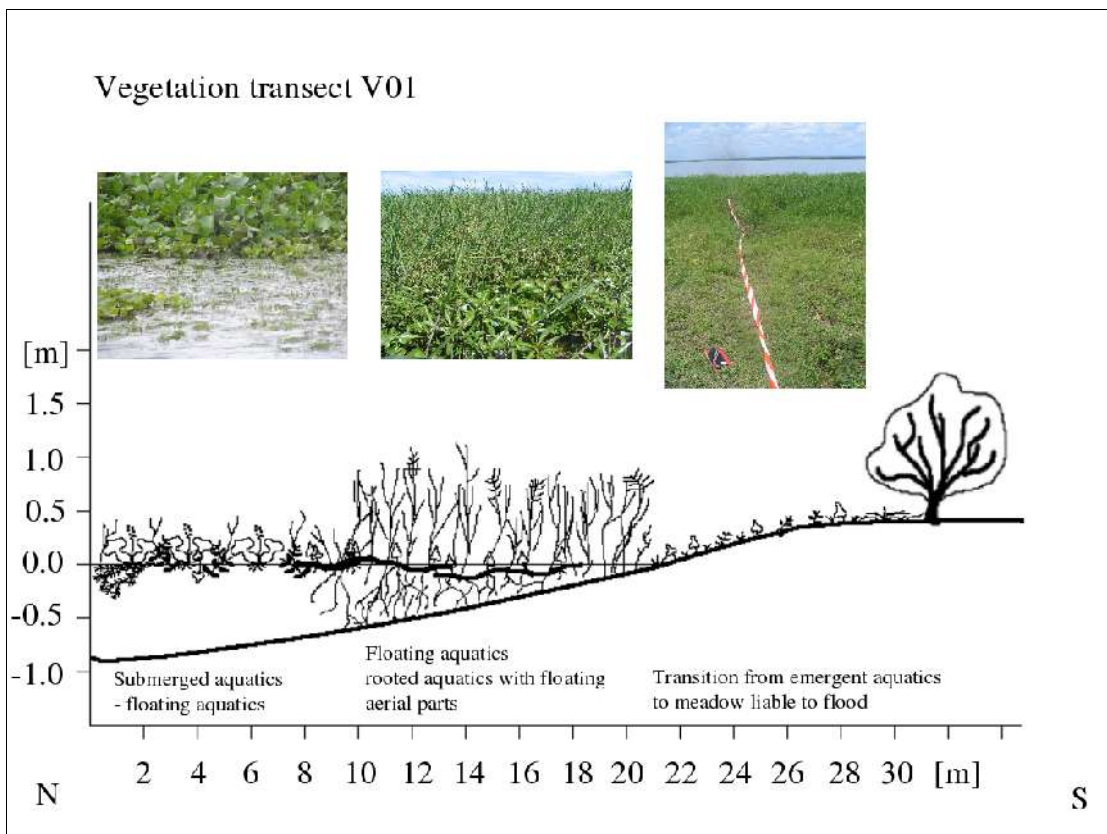 Vegetation transect V01
[m]
1.5
1.0
0.5
0.0
-0.5
-1.0
Submerged aquatics
- floating aquatics
Floating aquatics
rooted aquatics with floating
aerial parts
Transition from emergent aquatics
to meadow liable to flood
2 4 6 8 10 12 14 16 18 20 22 24 26 28 30 [m]
N S